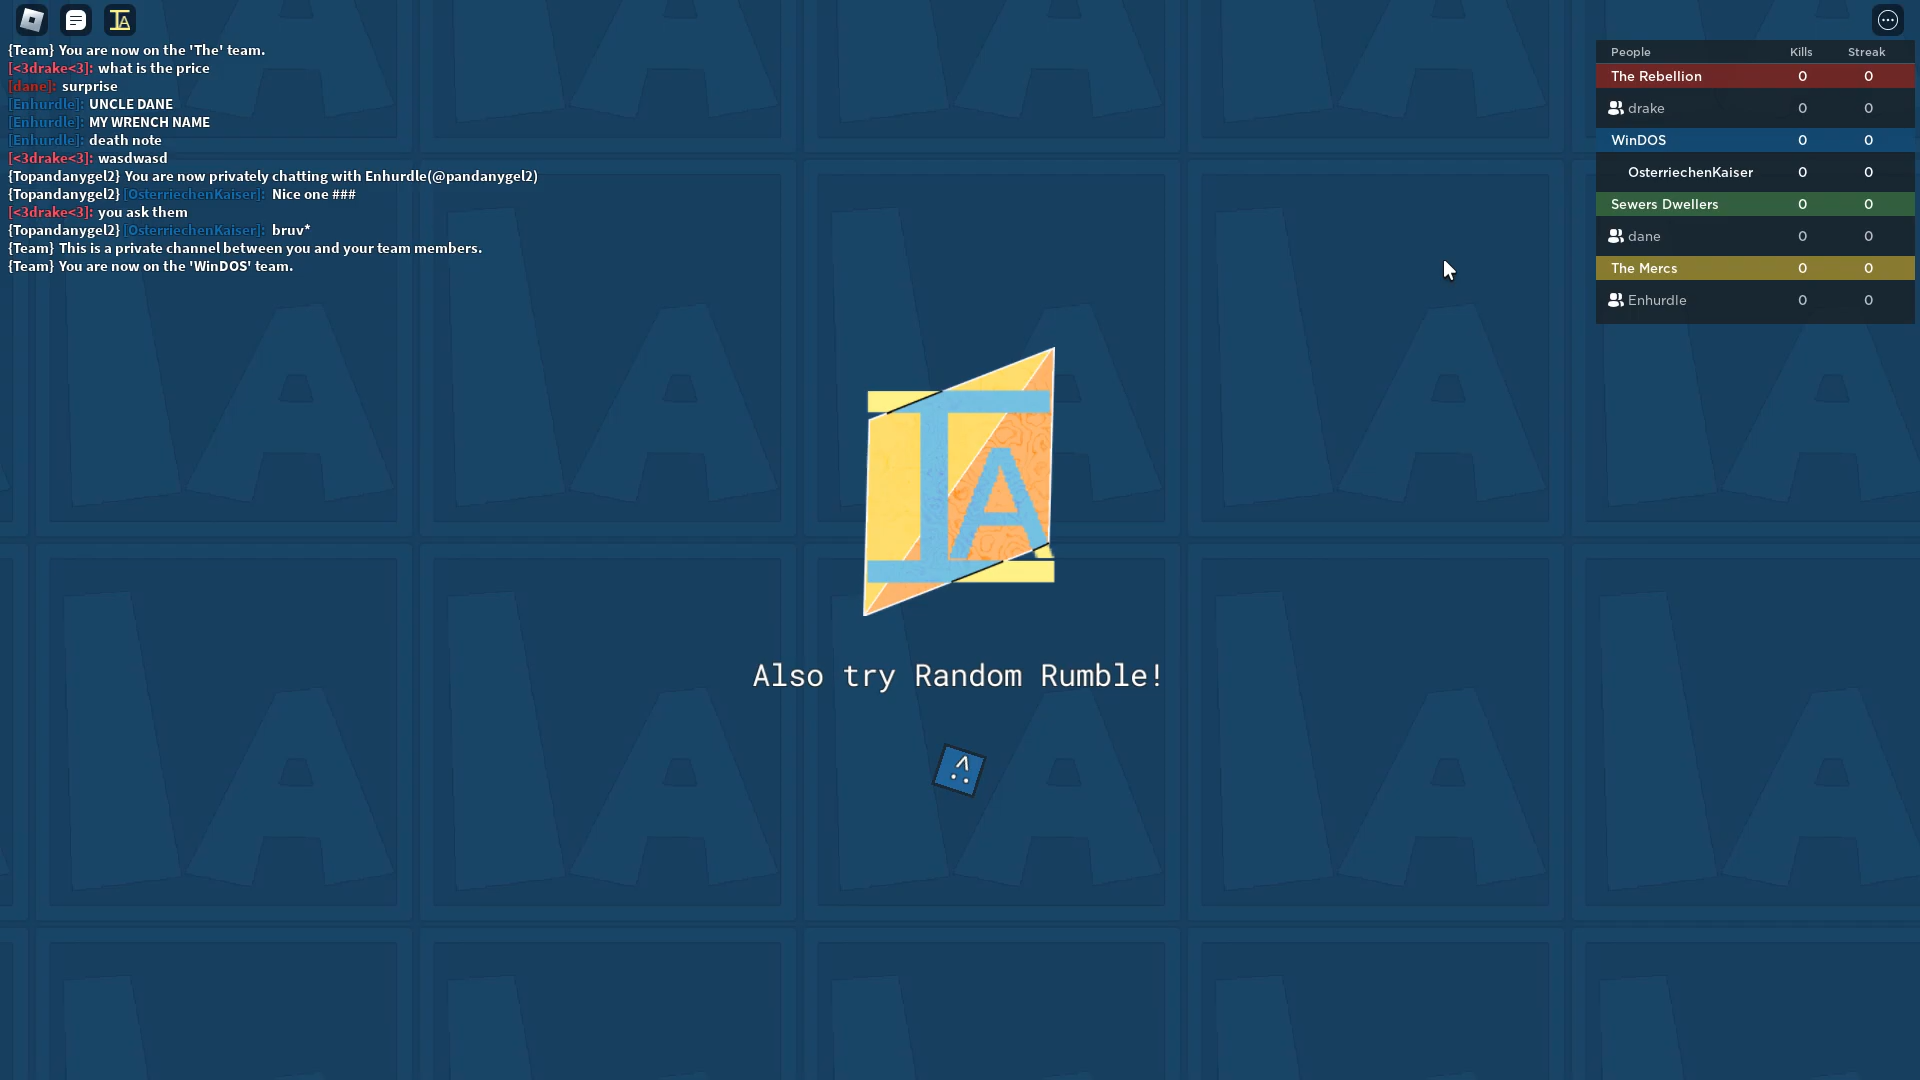 {Team} You are now on the 'The' team.
[<3drake<3]: what is the price
[dane]: surprise
[Enhurdle]: UNCLE DANE
[Enhurdle]: MY WRENCH NAME
[Enhurdle]: death note
[<3drake<3]: wasdwasd
{Topandanygel2} You are now privately chatting with Enhurdle(@pandanygel2)
{Topandanygel2} [OsterriechenKaiser]: Nice one ###
[<3drake<3]: you ask them
{Topandanygel2} [OsterriechenKaiser]: bruv*
{Team} This is a private channel between you and your team members.
{Team} You are now on the 'WinDOS' team.
People Kills Streak
The Rebellion 0 0
drake 0 0
WinDOS 0 0
OsterriechenKaiser 0 0
Sewers Dwellers 0 0
dane 0 0
The Mercs 0 0
Enhurdle 0 0
IA
Also try Random Rumble!